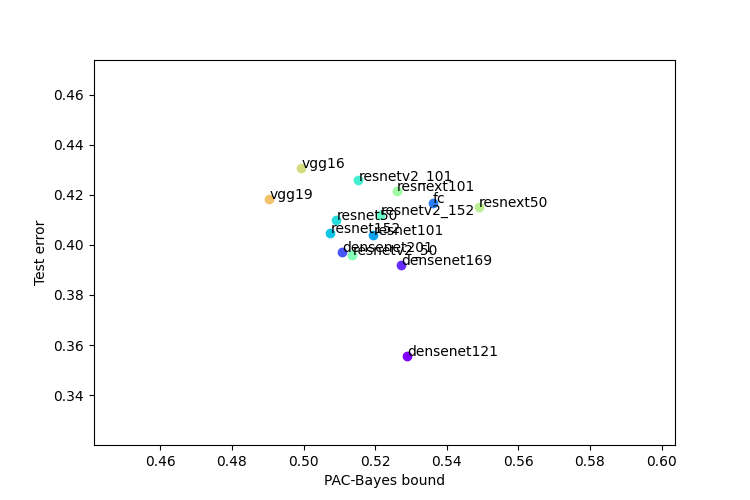 0.46
0.44
0.42
0.40
0.38
0.36
0.34
Test error
vgg16
resnetv2_101
resnext101
vgg19
fc
resnext50
resnetv2_152
resnet50
resnet152
resnet101
densenet201
resnetv2_50
densenet169
densenet121
0.46 0.48 0.50 0.52 0.54 0.56 0.58 0.60
PAC-Bayes bound